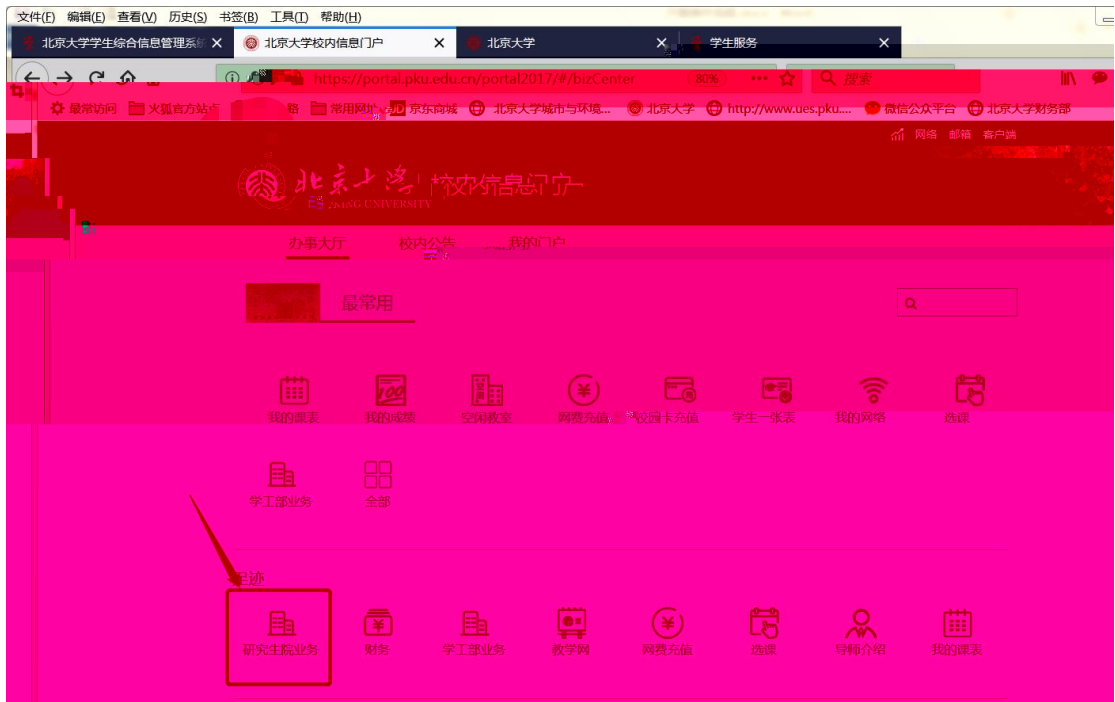 文件(F) 编辑(E) 查看(V) 历史(S) 书签(B) 工具(T) 帮助(H)
北京大学学生综合信息管理系统 北京大学校内信息门户 北京大学 学生服务
https://portal.pku.edu.cn/portal2017/#/bizCenter 80% 搜索
最常访问 火狐官方站点 常用网址 JD 京东商城 北京大学城市与环境... 北京大学 http://www.ues.pku.... 微信公众平台 北京大学财务部
网络 邮箱 客户端
北京大学 校内信息门户
PEKING UNIVERSITY
办事大厅 校内公告 我的门户
最常用
我的课表 我的成绩 空闲教室 网费充值 校园卡充值 学生一张表 我的网络 选课
学工部业务 全部
足迹
研究生院业务 财务 学工部业务 教学网 网费充值 选课 导师介绍 我的课表